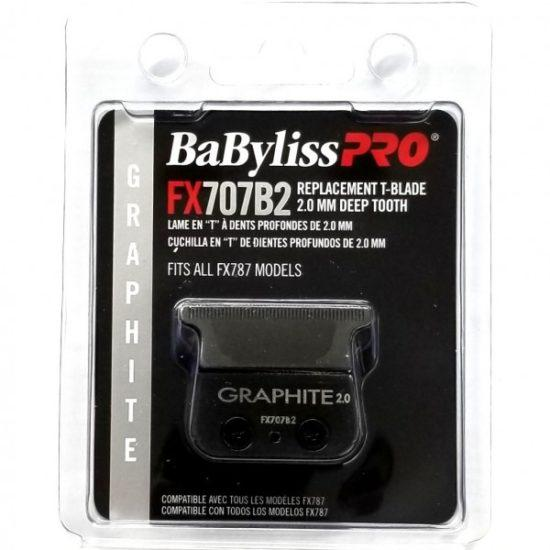 GRAPHITE
BaBylissPRO®
FX707B2 REPLACEMENT T-BLADE
2.0 MM DEEP TOOTH
LAME EN "T" À DENTS PROFONDES DE 2.0 MM
CUCHILLA EN "T" DE DIENTES PROFUNDOS DE 2.0 MM
FITS ALL FX787 MODELS
GRAPHITE 2.0
FX707B2
COMPATIBLE AVEC TOUS LES MODÈLES FX787
COMPATIBLE CON TODOS LOS MODELOS FX787